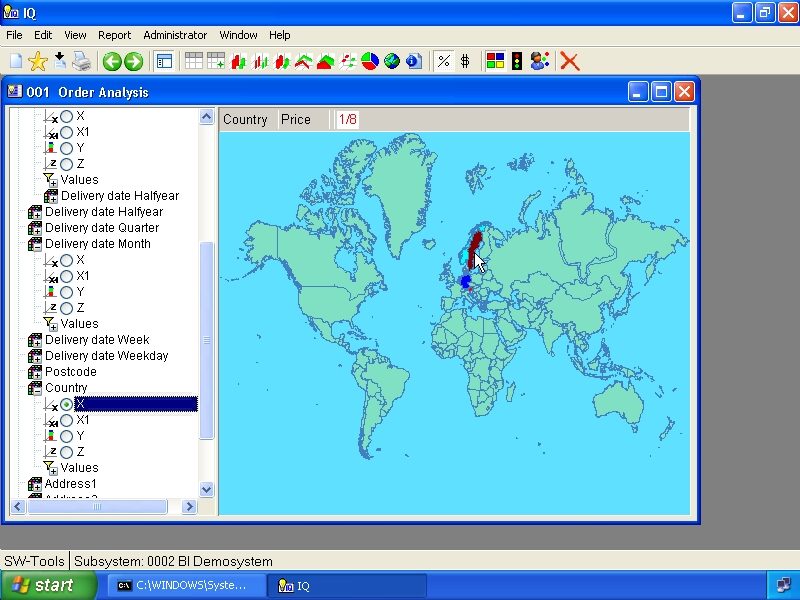 IQ
File Edit View Report Administrator Window Help
% $
001 Order Analysis
Country Price 1/8
X
X1
Y
Z
Values
Delivery date Halfyear
Delivery date Halfyear
Delivery date Quarter
Delivery date Month
X
X1
Y
Z
Values
Delivery date Week
Delivery date Weekday
Postcode
Country
X
X1
Y
Z
Values
Address1
SW-Tools Subsystem: 0002 BI Demosystem
start C:\WINDOWS\Syste... IQ